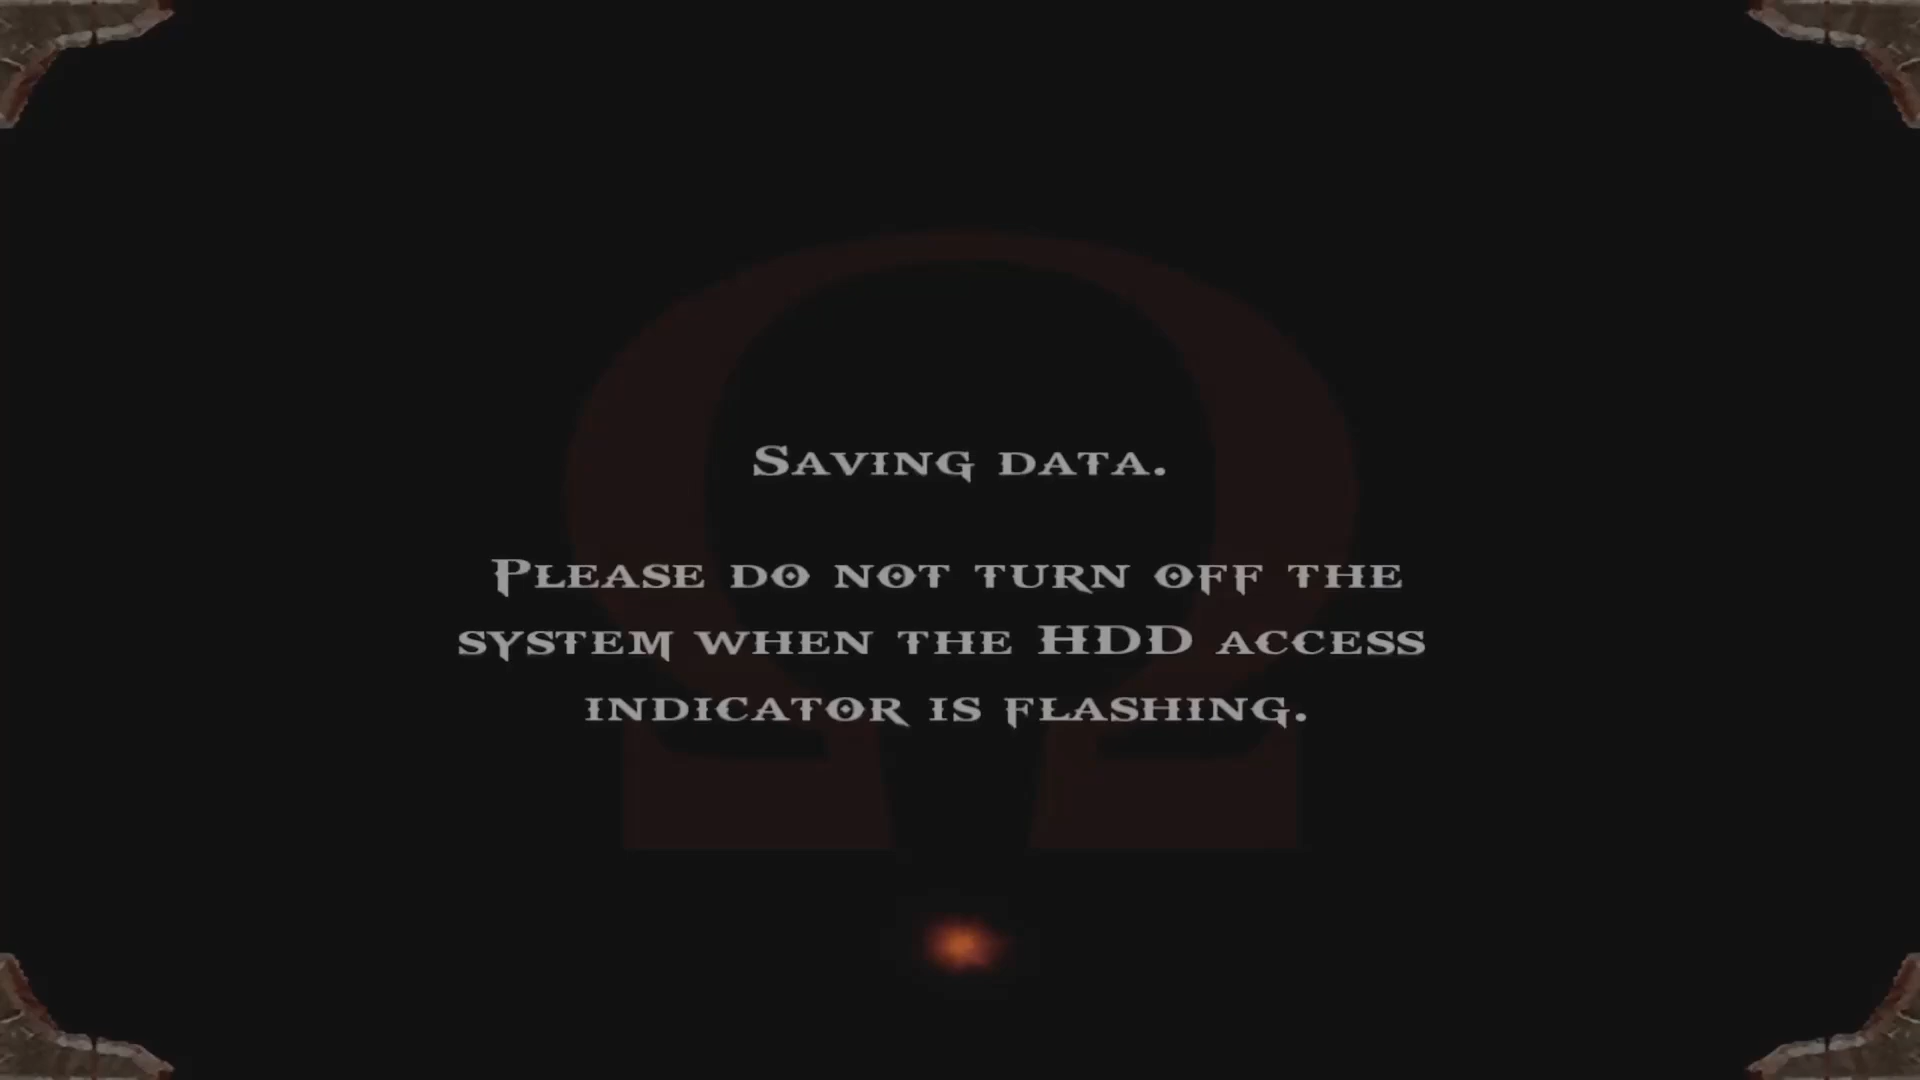 Saving data.
Please do not turn off the
system when the HDD access
indicator is flashing.